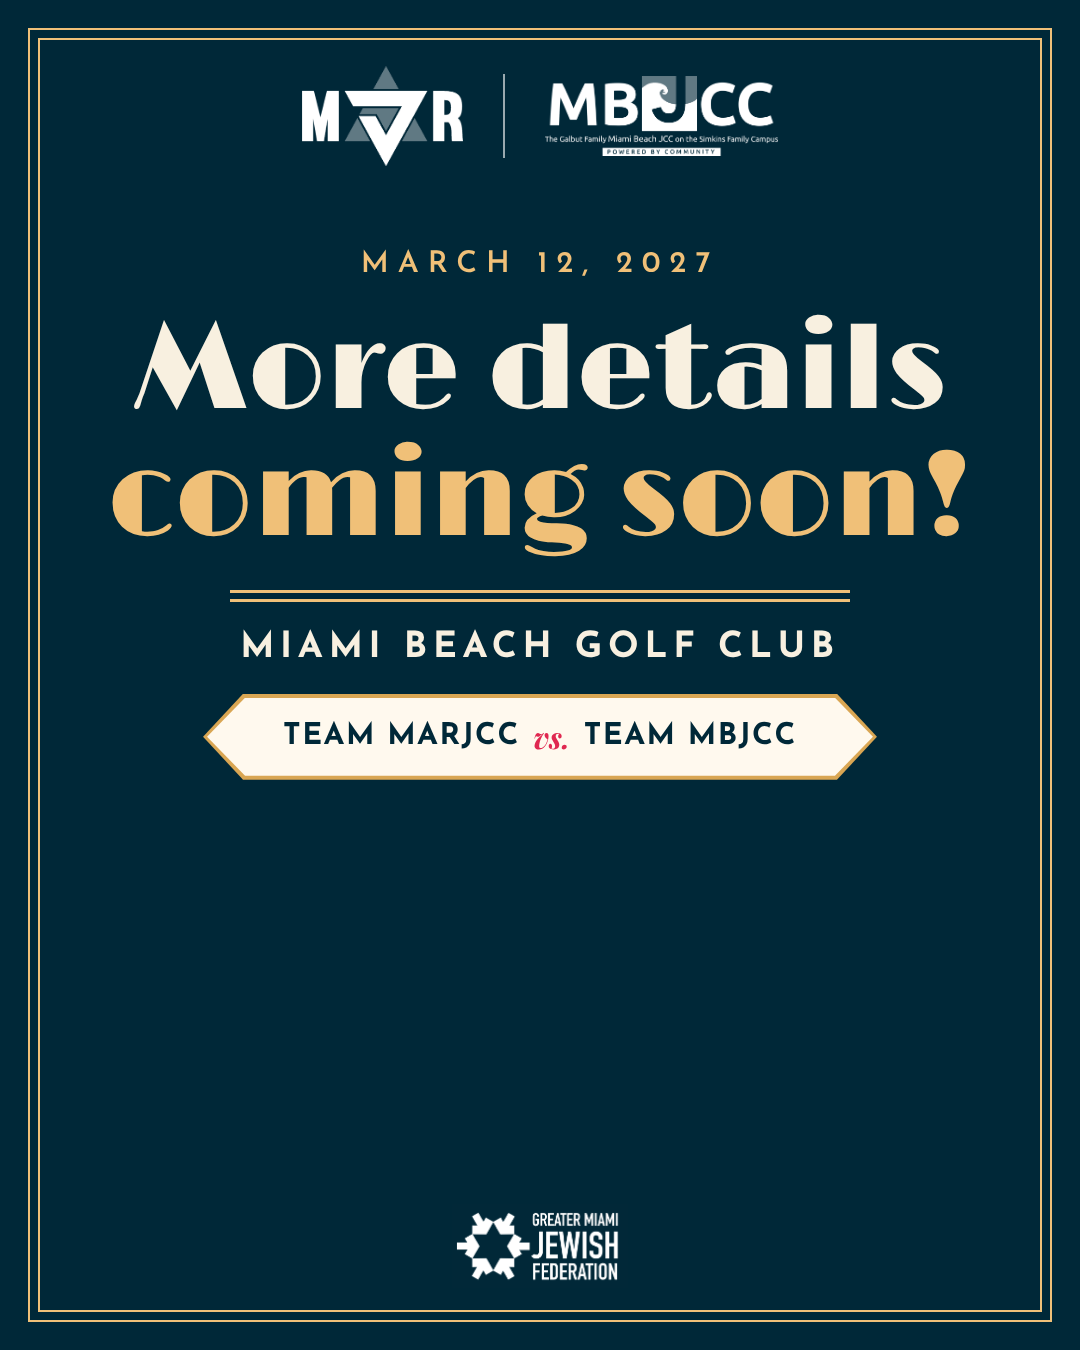 MAR
MBJCC
The Galbut Family Miami Beach JCC on the Simkins Family Campus
POWERED BY COMMUNITY
MARCH 12, 2027
More details
coming soon!
MIAMI BEACH GOLF CLUB
TEAM MARJCC vs. TEAM MBJCC
GREATER MIAMI
JEWISH
FEDERATION